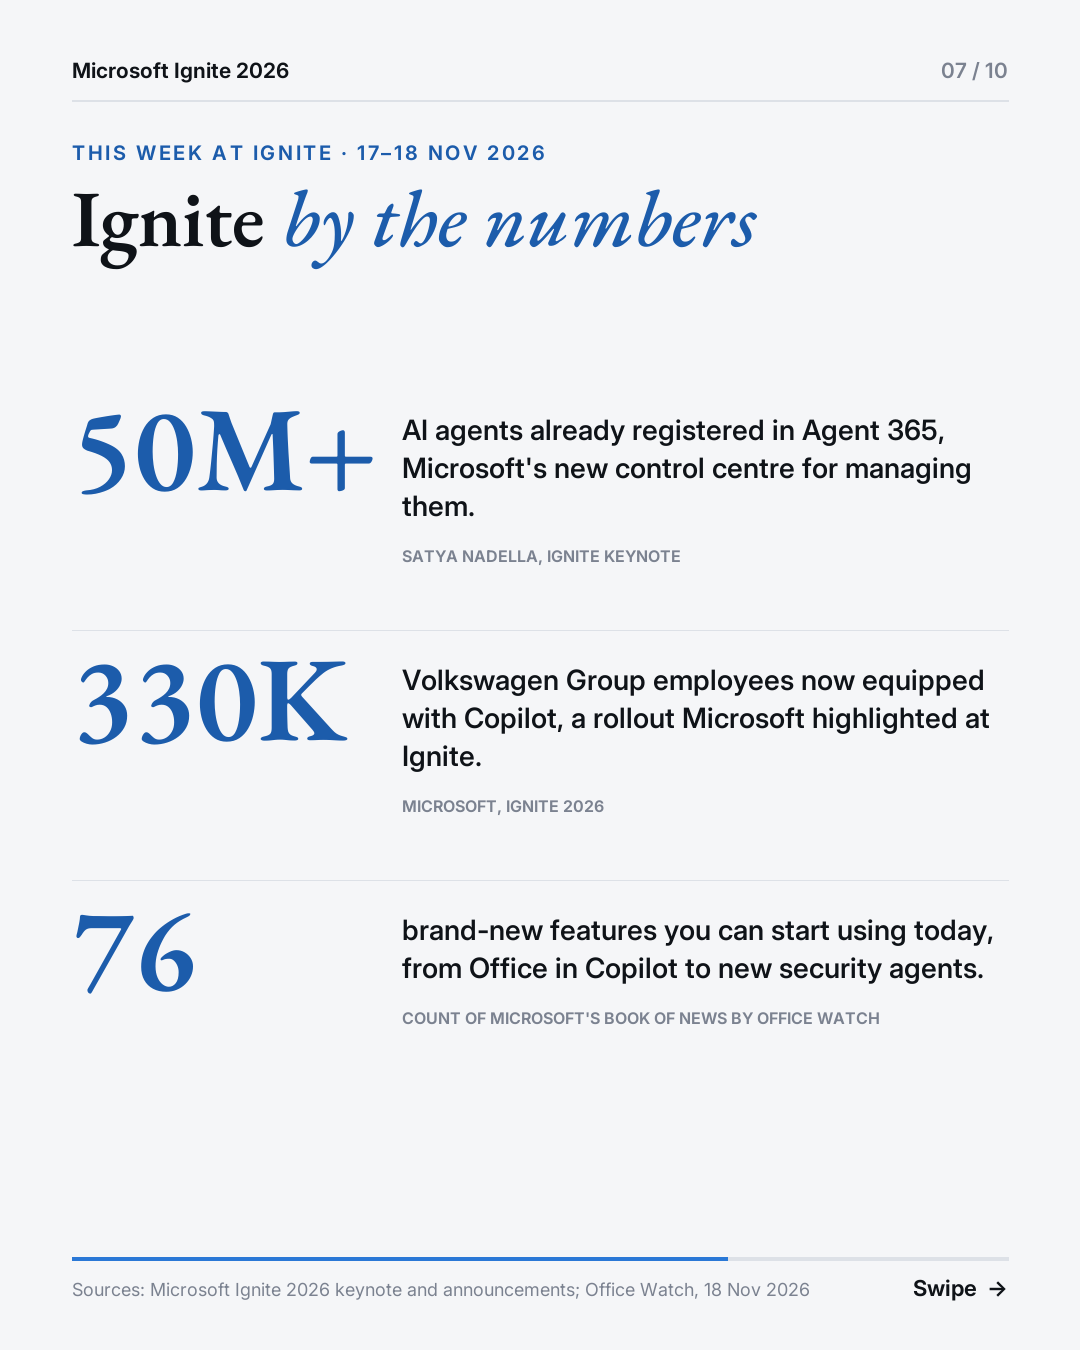 Microsoft Ignite 2026
07 / 10
THIS WEEK AT IGNITE · 17–18 NOV 2026
Ignite by the numbers
50M+
AI agents already registered in Agent 365,
Microsoft's new control centre for managing
them.
SATYA NADELLA, IGNITE KEYNOTE
330K
Volkswagen Group employees now equipped
with Copilot, a rollout Microsoft highlighted at
Ignite.
MICROSOFT, IGNITE 2026
76
brand-new features you can start using today,
from Office in Copilot to new security agents.
COUNT OF MICROSOFT'S BOOK OF NEWS BY OFFICE WATCH
Sources: Microsoft Ignite 2026 keynote and announcements; Office Watch, 18 Nov 2026
Swipe →